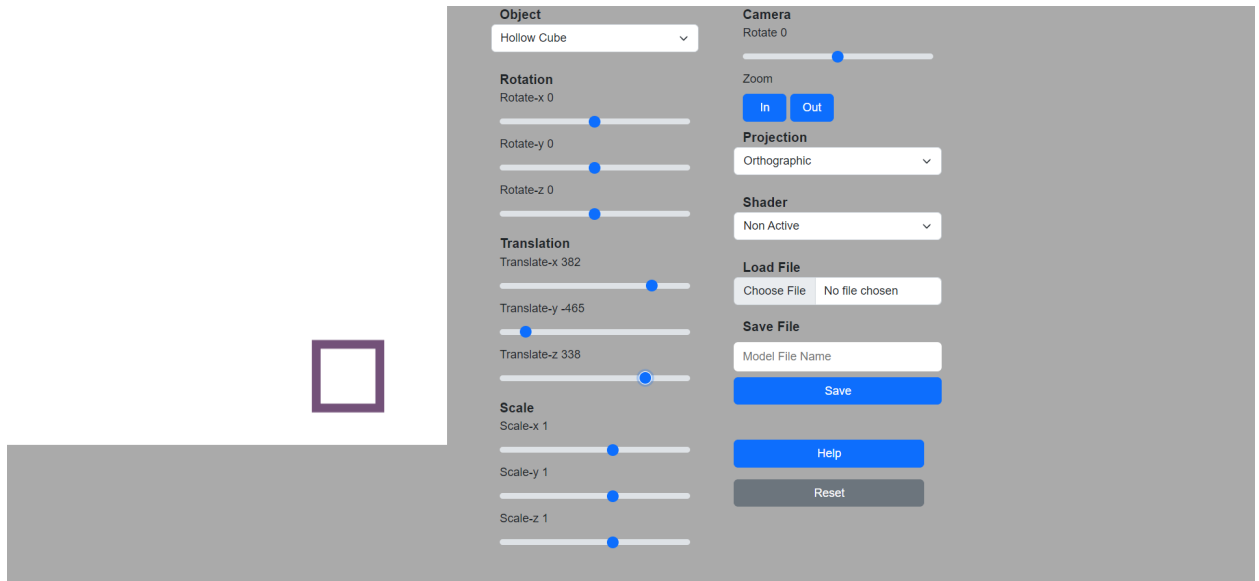 Object
Hollow Cube
Rotation
Rotate-x 0
Rotate-y 0
Rotate-z 0
Translation
Translate-x 382
Translate-y -465
Translate-z 338
Scale
Scale-x 1
Scale-y 1
Scale-z 1
Camera
Rotate 0
Zoom
In Out
Projection
Orthographic
Shader
Non Active
Load File
Choose File No file chosen
Save File
Model File Name
Save
Help
Reset